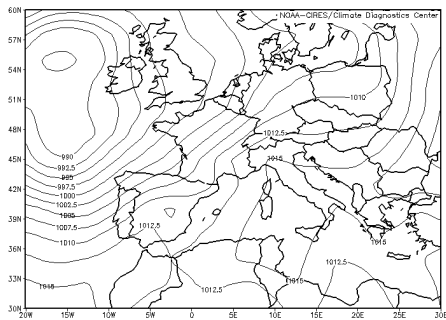 NOAA-CIRES/Climate Diagnostics Center
60N
57N
54N
51N
48N
45N
42N
39N
36N
33N
30N
1010
1012.5
1015
990
992.5
995
997.5
1000
1002.5
1005
1007.5
1010
1012.5
1015
1015
1012.5
1015
1012.5
20W 15W 10W 5W 0 5E 10E 15E 20E 25E 30E